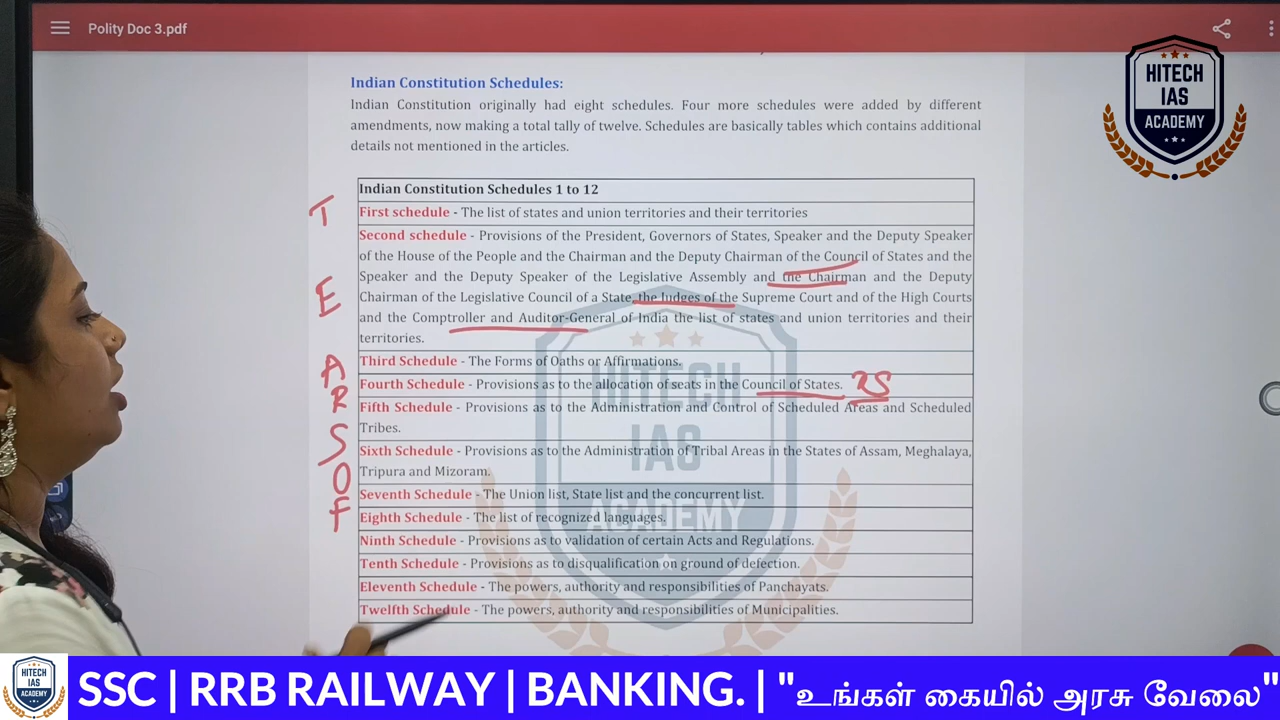 Polity Doc 3.pdf
HITECH
IAS
ACADEMY
Indian Constitution Schedules:
Indian Constitution originally had eight schedules. Four more schedules were added by different
amendments, now making a total tally of twelve. Schedules are basically tables which contains additional
details not mentioned in the articles.
Indian Constitution Schedules 1 to 12
T
First schedule - The list of states and union territories and their territories
Second schedule - Provisions of the President, Governors of States, Speaker and the Deputy Speaker
of the House of the People and the Chairman and the Deputy Chairman of the Council of States and the
Speaker and the Deputy Speaker of the Legislative Assembly and the Chairman and the Deputy
E
Chairman of the Legislative Council of a State, the Judges of the Supreme Court and of the High Courts
and the Comptroller and Auditor-General of India the list of states and union territories and their
territories.
A
Third Schedule - The Forms of Oaths or Affirmations.
R
Fourth Schedule - Provisions as to the allocation of seats in the Council of States. RS
Fifth Schedule - Provisions as to the Administration and Control of Scheduled Areas and Scheduled
Tribes.
S
Sixth Schedule - Provisions as to the Administration of Tribal Areas in the States of Assam, Meghalaya,
Tripura and Mizoram.
O
Seventh Schedule - The Union list, State list and the concurrent list.
F
Eighth Schedule - The list of recognized languages.
Ninth Schedule - Provisions as to validation of certain Acts and Regulations.
Tenth Schedule - Provisions as to disqualification on ground of defection.
Eleventh Schedule - The powers, authority and responsibilities of Panchayats.
Twelfth Schedule - The powers, authority and responsibilities of Municipalities.
HITECH
IAS
ACADEMY
HITECH
IAS
ACADEMY
SSC | RRB RAILWAY | BANKING. | "உங்கள் கையில் அரசு வேலை"